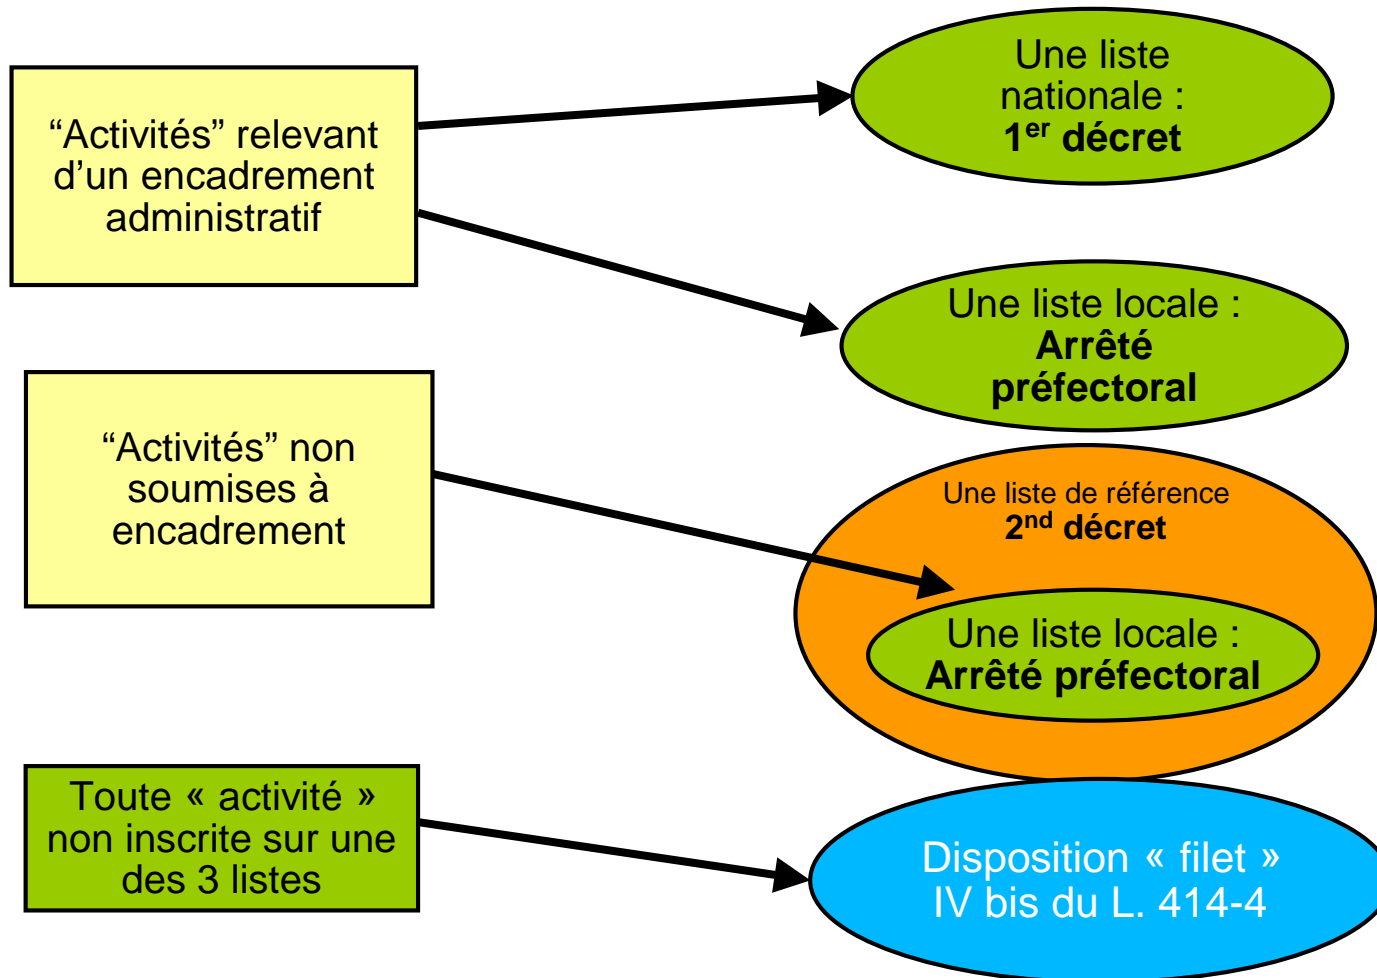 “Activités” relevant
d’un encadrement
administratif
Une liste
nationale :
1er décret
Une liste locale :
Arrêté
préfectoral
“Activités” non
soumises à
encadrement
Une liste de référence
2nd décret
Une liste locale :
Arrêté préfectoral
Toute « activité »
non inscrite sur une
des 3 listes
Disposition « filet »
IV bis du L. 414-4